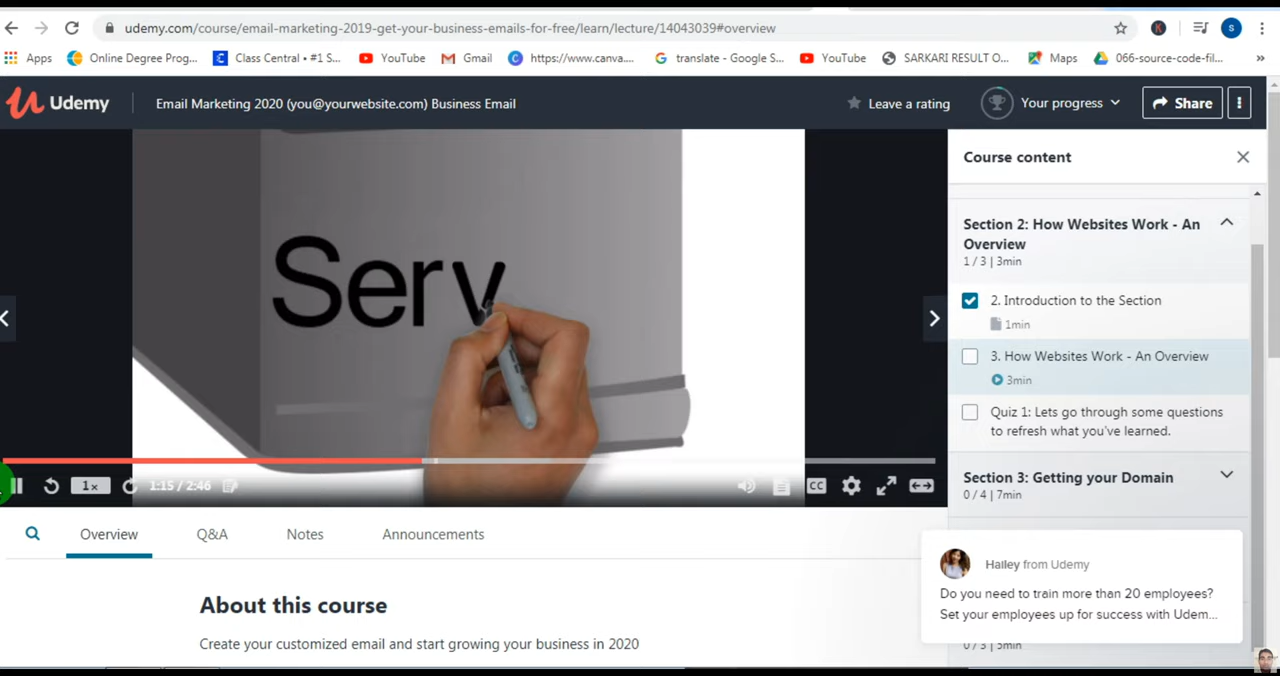 udemy.com/course/email-marketing-2019-get-your-business-emails-for-free/learn/lecture/14043039#overview
S
Apps
Online Degree Prog...
Class Central • #1 S...
YouTube
Gmail
https://www.canva....
translate - Google S...
YouTube
SARKARI RESULT O...
Maps
066-source-code-fil...
»
Udemy
Email Marketing 2020 (you@yourwebsite.com) Business Email
Leave a rating
Your progress
Share
Serv
1x
1:15 / 2:46
CC
Course content
Section 2: How Websites Work - An
Overview
1 / 3 | 3min
2. Introduction to the Section
1min
3. How Websites Work - An Overview
3min
Quiz 1: Lets go through some questions
to refresh what you've learned.
Section 3: Getting your Domain
0 / 4 | 7min
Overview
Q&A
Notes
Announcements
About this course
Create your customized email and start growing your business in 2020
Hailey from Udemy
Do you need to train more than 20 employees?
Set your employees up for success with Udem...
0 / 3 | 5min